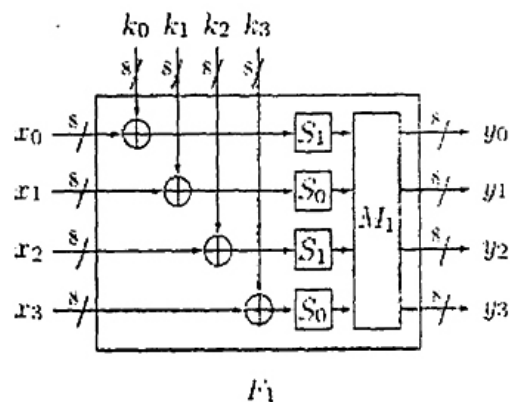 k₀ k₁ k₂ k₃
8 8 8 8
x₀ 8 S₁ 8 y₀
x₁ 8 S₀ 8 y₁
M₁
x₂ 8 S₁ 8 y₂
x₃ 8 S₀ 8 y₃
F₁